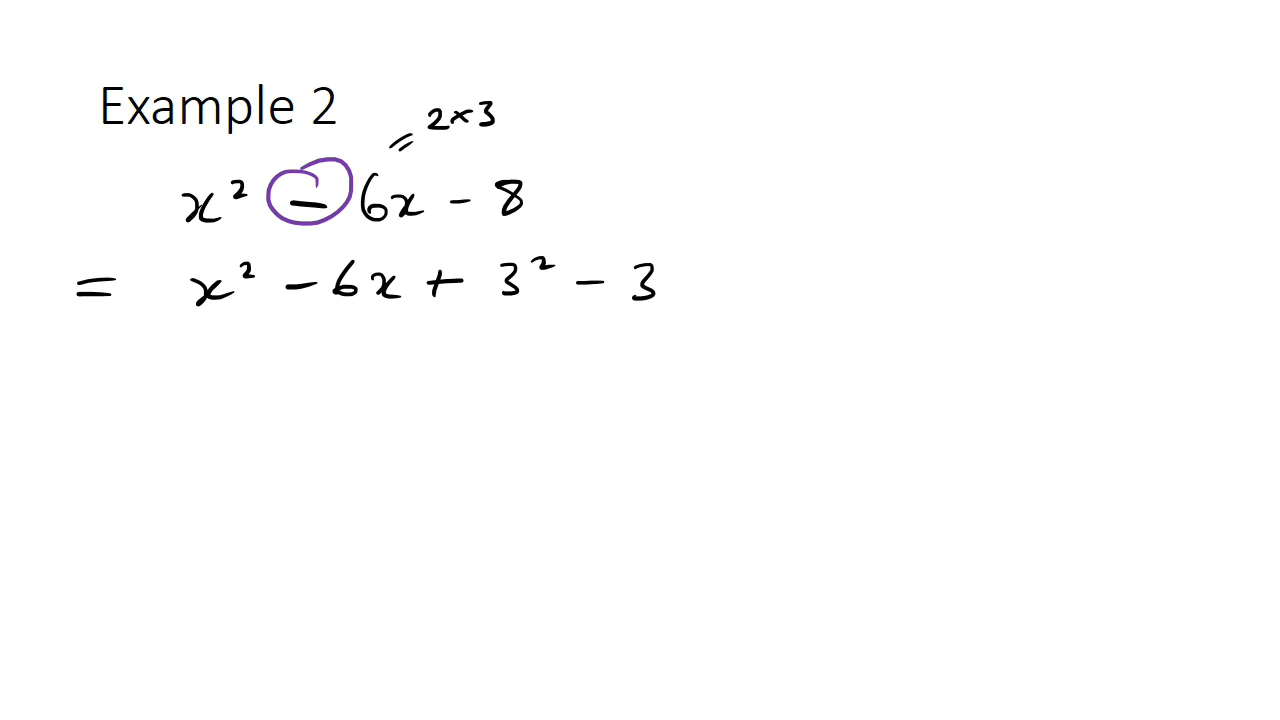 Example 2
= 2 × 3
x² - 6x - 8
= x² - 6x + 3² - 3